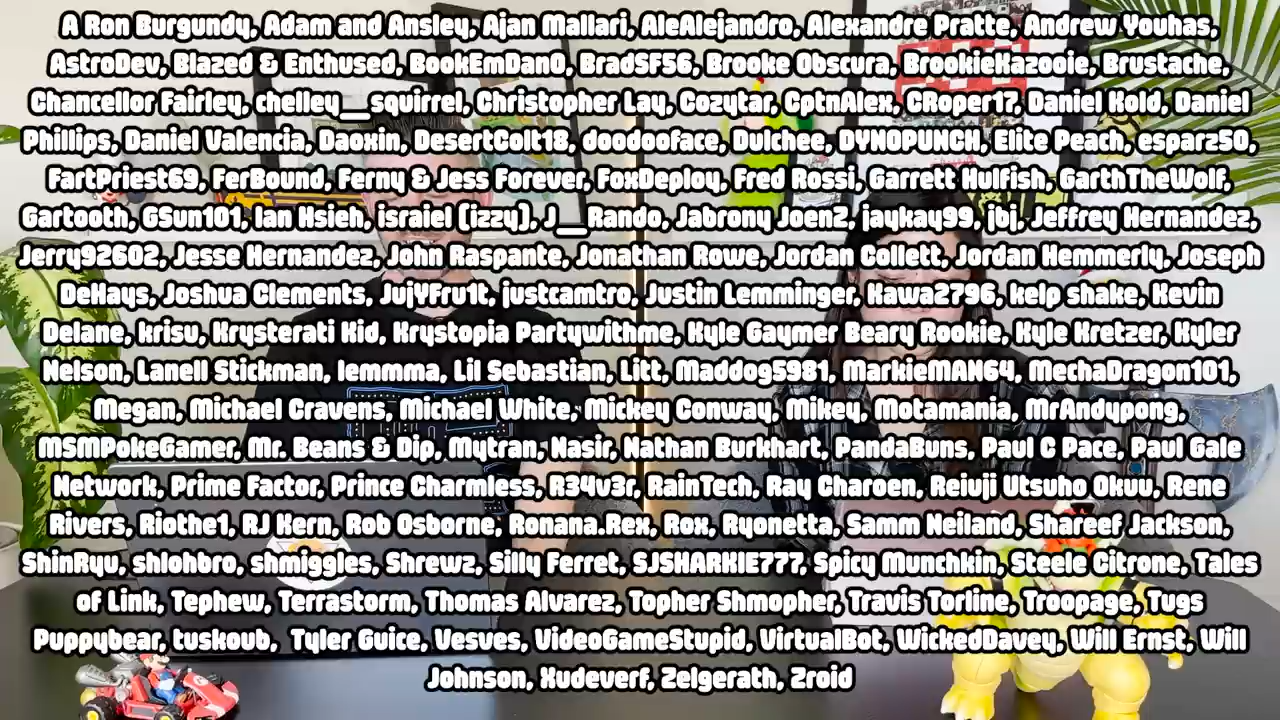 A Ron Burgundy, Adam and Ansley, Ajan Mallari, AleAlejandro, Alexandre Pratte, Andrew Youhas,
AstroDev, Blazed & Enthused, BookEmDan0, BradSF56, Brooke Obscura, BrookieKazooie, Brustache,
Chancellor Fairley, chelley__squirrel, Christopher Lay, Cozytar, CptnAlex, CRoper17, Daniel Kold, Daniel
Phillips, Daniel Valencia, Daoxin, DesertColt18, doodooface, Dulchee, DYNOPUNCH, Elite Peach, esparz50,
FartPriest69, FerBound, Ferny & Jess Forever, FoxDeploy, Fred Rossi, Garrett Hulfish, GarthTheWolf,
Gartooth, GSun101, Ian Hsieh, israiel (izzy), J__Rando, Jabrony Joen2, jaykay99, jbj, Jeffrey Hernandez,
Jerry92602, Jesse Hernandez, John Raspante, Jonathan Rowe, Jordan Collett, Jordan Hemmerly, Joseph
DeHays, Joshua Clements, JujYFru1t, justcamtro, Justin Lemminger, Kawa2796, kelp shake, Kevin
Delane, krisu, Krysterati Kid, Krystopia Partywithme, Kyle Gaymer Beary Rookie, Kyle Kretzer, Kyler
Nelson, Lanell Stickman, lemmma, Lil Sebastian, Litt, Maddog5981, MarkieMAN64, MechaDragon101,
Megan, Michael Cravens, Michael White, Mickey Conway, Mikey, Motamania, MrAndypong,
MSMPokeGamer, Mr. Beans & Dip, Mytran, Nasir, Nathan Burkhart, PandaBuns, Paul C Pace, Paul Gale
Network, Prime Factor, Prince Charmless, R34v3r, RainTech, Ray Charoen, Reiuji Utsuho Okuu, Rene
Rivers, Riothe1, RJ Kern, Rob Osborne, Ronana.Rex, Rox, Ryonetta, Samm Neiland, Shareef Jackson,
ShinRyu, shlohbro, shmiggles, Shrewz, Silly Ferret, SJSHARKIE777, Spicy Munchkin, Steele Citrone, Tales
of Link, Tephew, Terrastorm, Thomas Alvarez, Topher Shmopher, Travis Torline, Troopage, Tugs
Puppybear, tuskoub, Tyler Guice, Vesves, VideoGameStupid, VirtualBot, WickedDavey, Will Ernst, Will
Johnson, Xudeverf, Zelgerath, Zroid